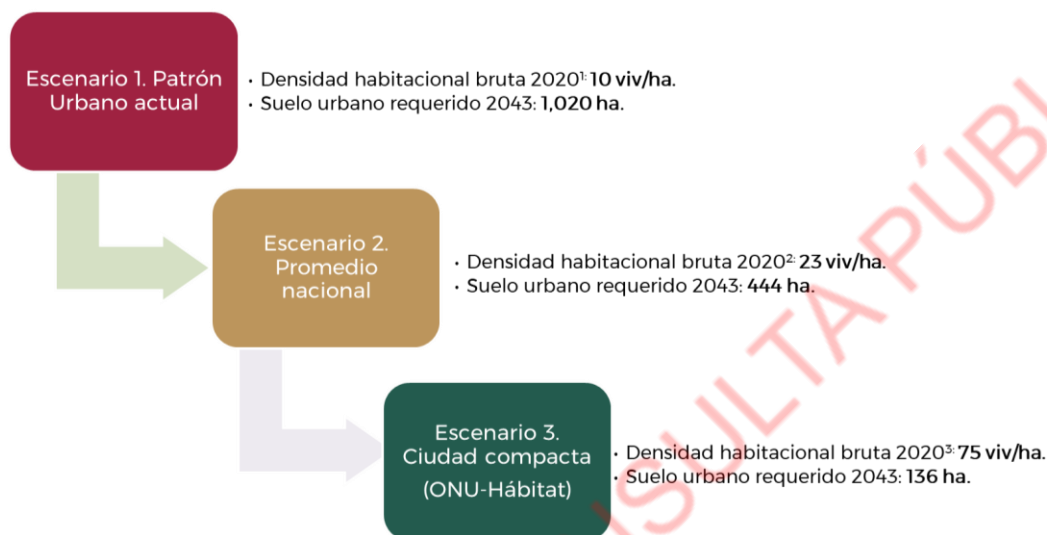 Escenario 1. Patrón
Urbano actual
• Densidad habitacional bruta 2020¹: 10 viv/ha.
• Suelo urbano requerido 2043: 1,020 ha.
Escenario 2.
Promedio
nacional
• Densidad habitacional bruta 2020²: 23 viv/ha.
• Suelo urbano requerido 2043: 444 ha.
Escenario 3.
Ciudad compacta
(ONU-Hábitat)
• Densidad habitacional bruta 2020³: 75 viv/ha.
• Suelo urbano requerido 2043: 136 ha.
SULTA PÚBL